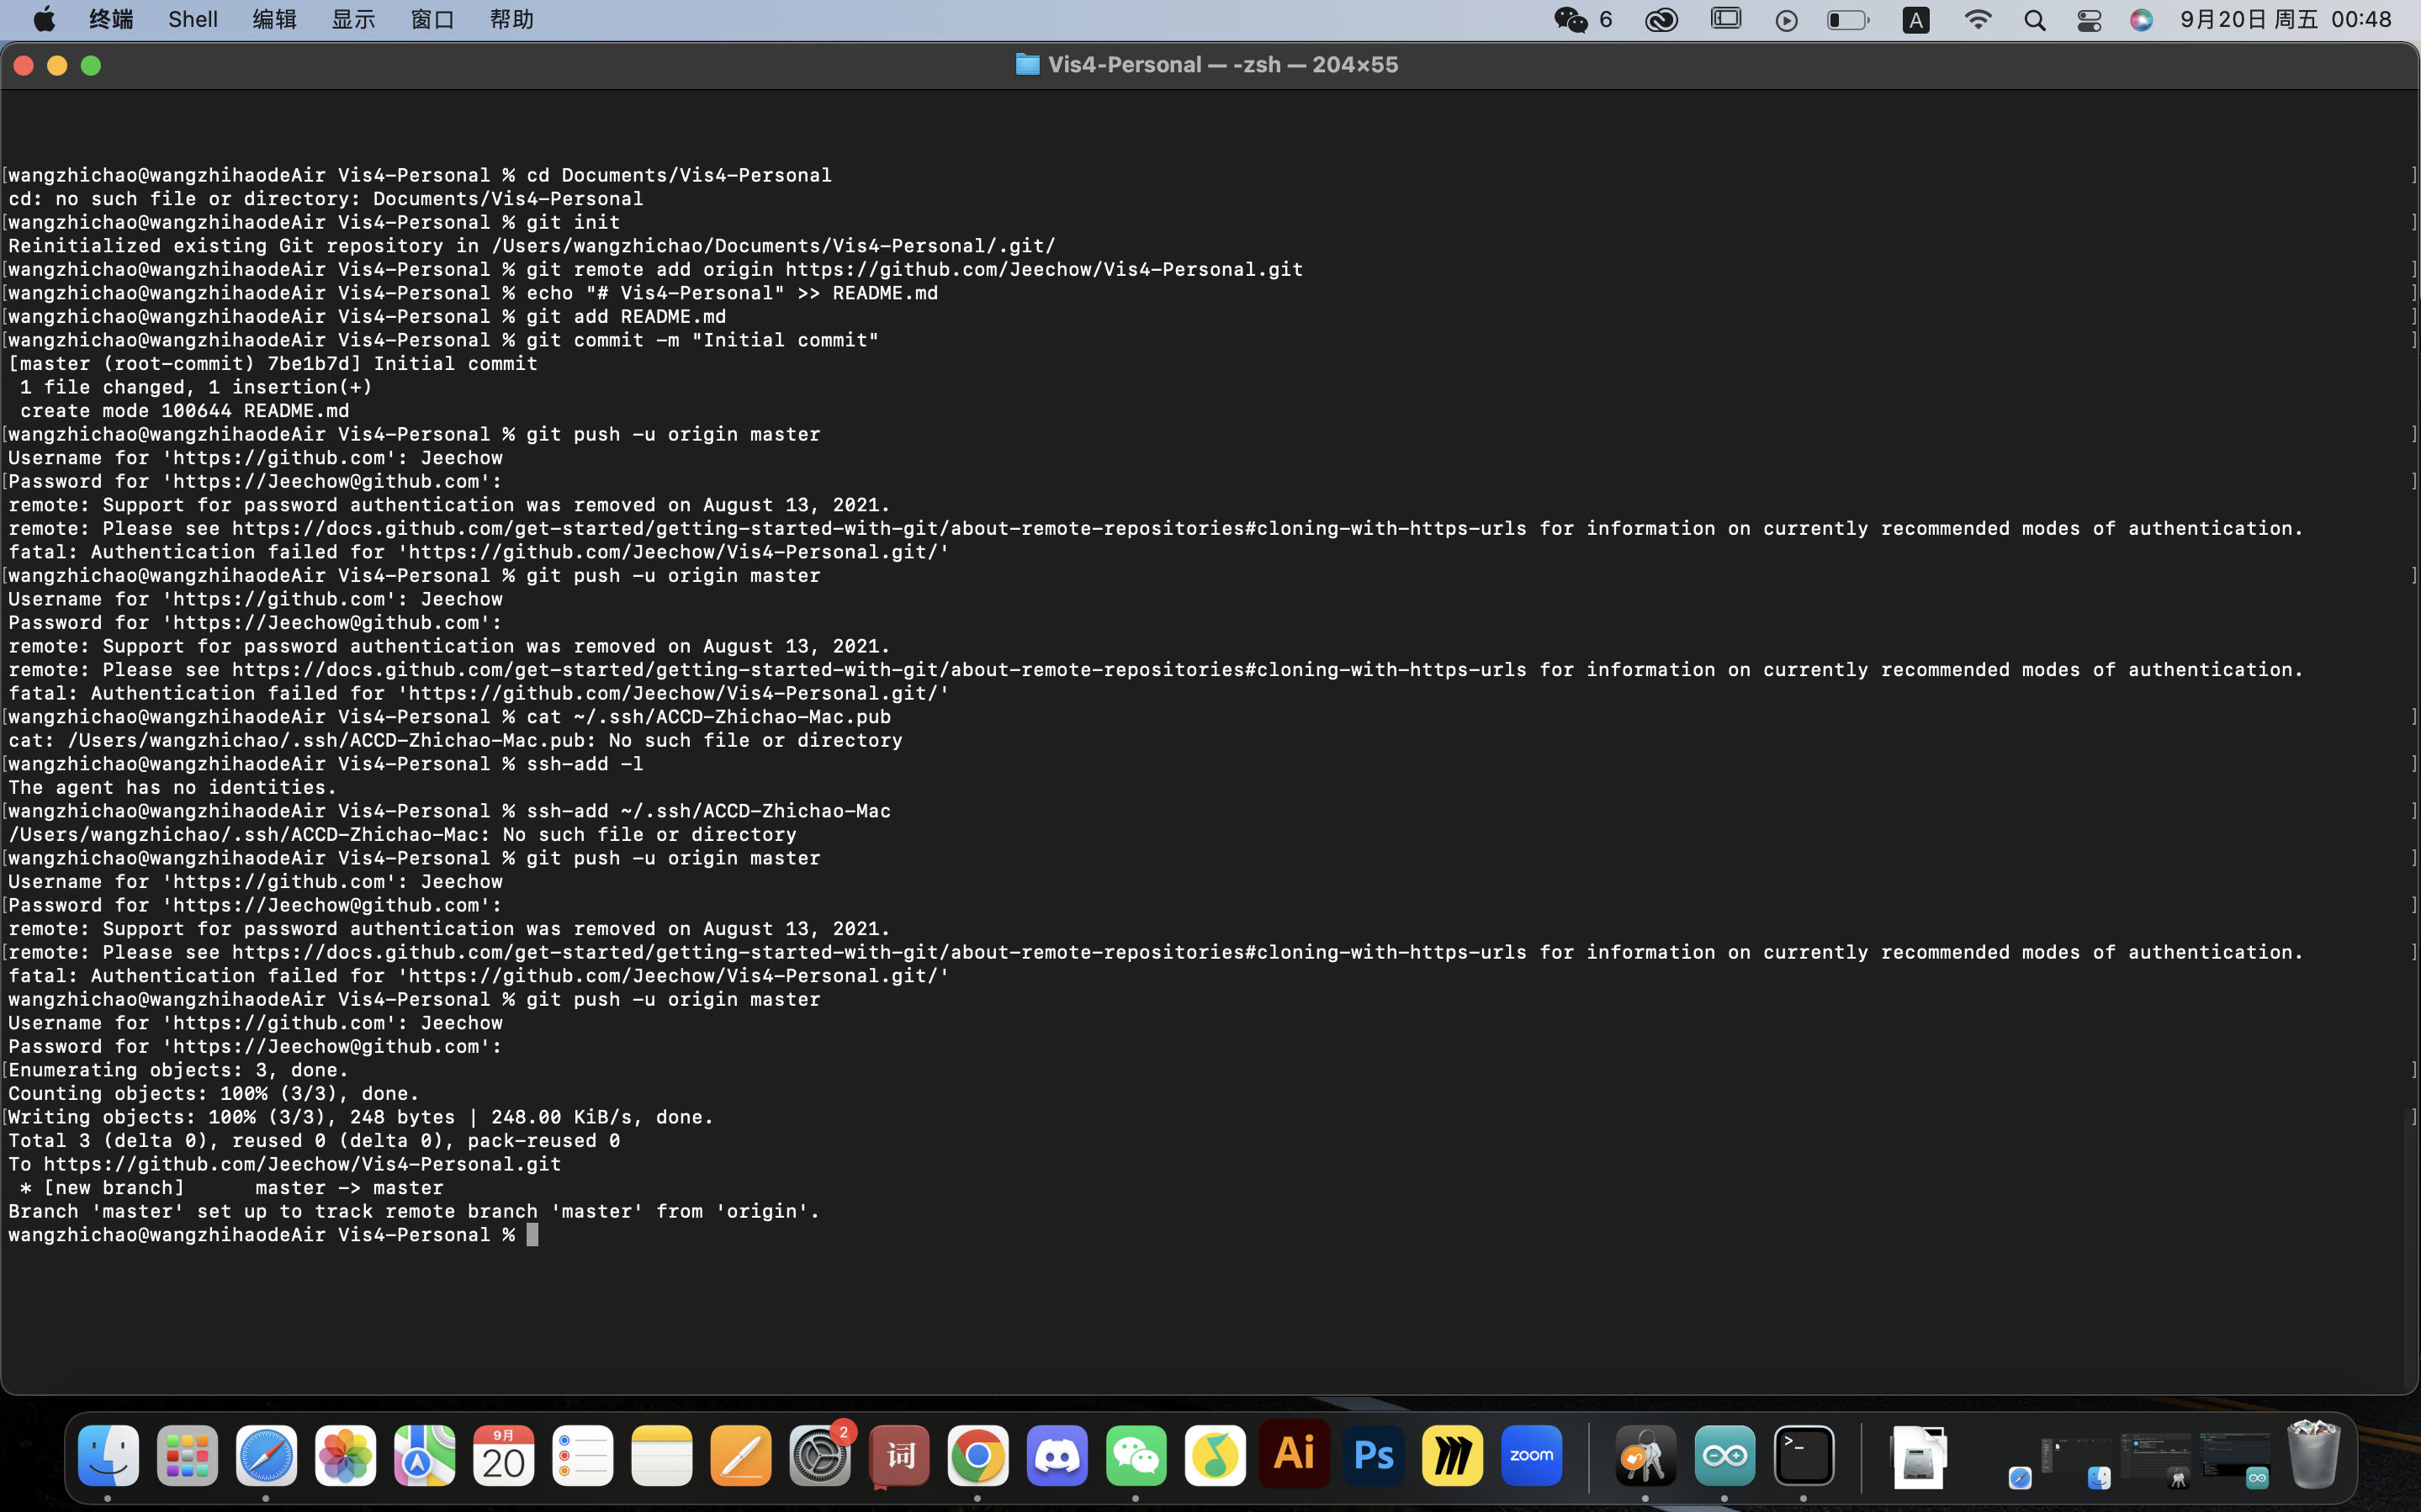 终端 Shell 编辑 显示 窗口 帮助 6 A 9月20日 周五 00:48
Vis4-Personal — -zsh — 204×55
[wangzhichao@wangzhihaodeAir Vis4-Personal % cd Documents/Vis4-Personal ]
cd: no such file or directory: Documents/Vis4-Personal
[wangzhichao@wangzhihaodeAir Vis4-Personal % git init ]
Reinitialized existing Git repository in /Users/wangzhichao/Documents/Vis4-Personal/.git/
[wangzhichao@wangzhihaodeAir Vis4-Personal % git remote add origin https://github.com/Jeechow/Vis4-Personal.git ]
[wangzhichao@wangzhihaodeAir Vis4-Personal % echo "# Vis4-Personal" >> README.md ]
[wangzhichao@wangzhihaodeAir Vis4-Personal % git add README.md ]
[wangzhichao@wangzhihaodeAir Vis4-Personal % git commit -m "Initial commit" ]
[master (root-commit) 7be1b7d] Initial commit
 1 file changed, 1 insertion(+)
 create mode 100644 README.md
[wangzhichao@wangzhihaodeAir Vis4-Personal % git push -u origin master ]
Username for 'https://github.com': Jeechow
[Password for 'https://Jeechow@github.com': ]
remote: Support for password authentication was removed on August 13, 2021.
remote: Please see https://docs.github.com/get-started/getting-started-with-git/about-remote-repositories#cloning-with-https-urls for information on currently recommended modes of authentication.
fatal: Authentication failed for 'https://github.com/Jeechow/Vis4-Personal.git/'
[wangzhichao@wangzhihaodeAir Vis4-Personal % git push -u origin master ]
Username for 'https://github.com': Jeechow
Password for 'https://Jeechow@github.com':
remote: Support for password authentication was removed on August 13, 2021.
remote: Please see https://docs.github.com/get-started/getting-started-with-git/about-remote-repositories#cloning-with-https-urls for information on currently recommended modes of authentication.
fatal: Authentication failed for 'https://github.com/Jeechow/Vis4-Personal.git/'
[wangzhichao@wangzhihaodeAir Vis4-Personal % cat ~/.ssh/ACCD-Zhichao-Mac.pub ]
cat: /Users/wangzhichao/.ssh/ACCD-Zhichao-Mac.pub: No such file or directory
[wangzhichao@wangzhihaodeAir Vis4-Personal % ssh-add -l ]
The agent has no identities.
[wangzhichao@wangzhihaodeAir Vis4-Personal % ssh-add ~/.ssh/ACCD-Zhichao-Mac ]
/Users/wangzhichao/.ssh/ACCD-Zhichao-Mac: No such file or directory
[wangzhichao@wangzhihaodeAir Vis4-Personal % git push -u origin master ]
Username for 'https://github.com': Jeechow
[Password for 'https://Jeechow@github.com': ]
remote: Support for password authentication was removed on August 13, 2021.
[remote: Please see https://docs.github.com/get-started/getting-started-with-git/about-remote-repositories#cloning-with-https-urls for information on currently recommended modes of authentication. ]
fatal: Authentication failed for 'https://github.com/Jeechow/Vis4-Personal.git/'
wangzhichao@wangzhihaodeAir Vis4-Personal % git push -u origin master
Username for 'https://github.com': Jeechow
Password for 'https://Jeechow@github.com':
[Enumerating objects: 3, done. ]
Counting objects: 100% (3/3), done.
[Writing objects: 100% (3/3), 248 bytes | 248.00 KiB/s, done. ]
Total 3 (delta 0), reused 0 (delta 0), pack-reused 0
To https://github.com/Jeechow/Vis4-Personal.git
 * [new branch]      master -> master
Branch 'master' set up to track remote branch 'master' from 'origin'.
wangzhichao@wangzhihaodeAir Vis4-Personal %
9月 20 2 词 Ai Ps zoom >_